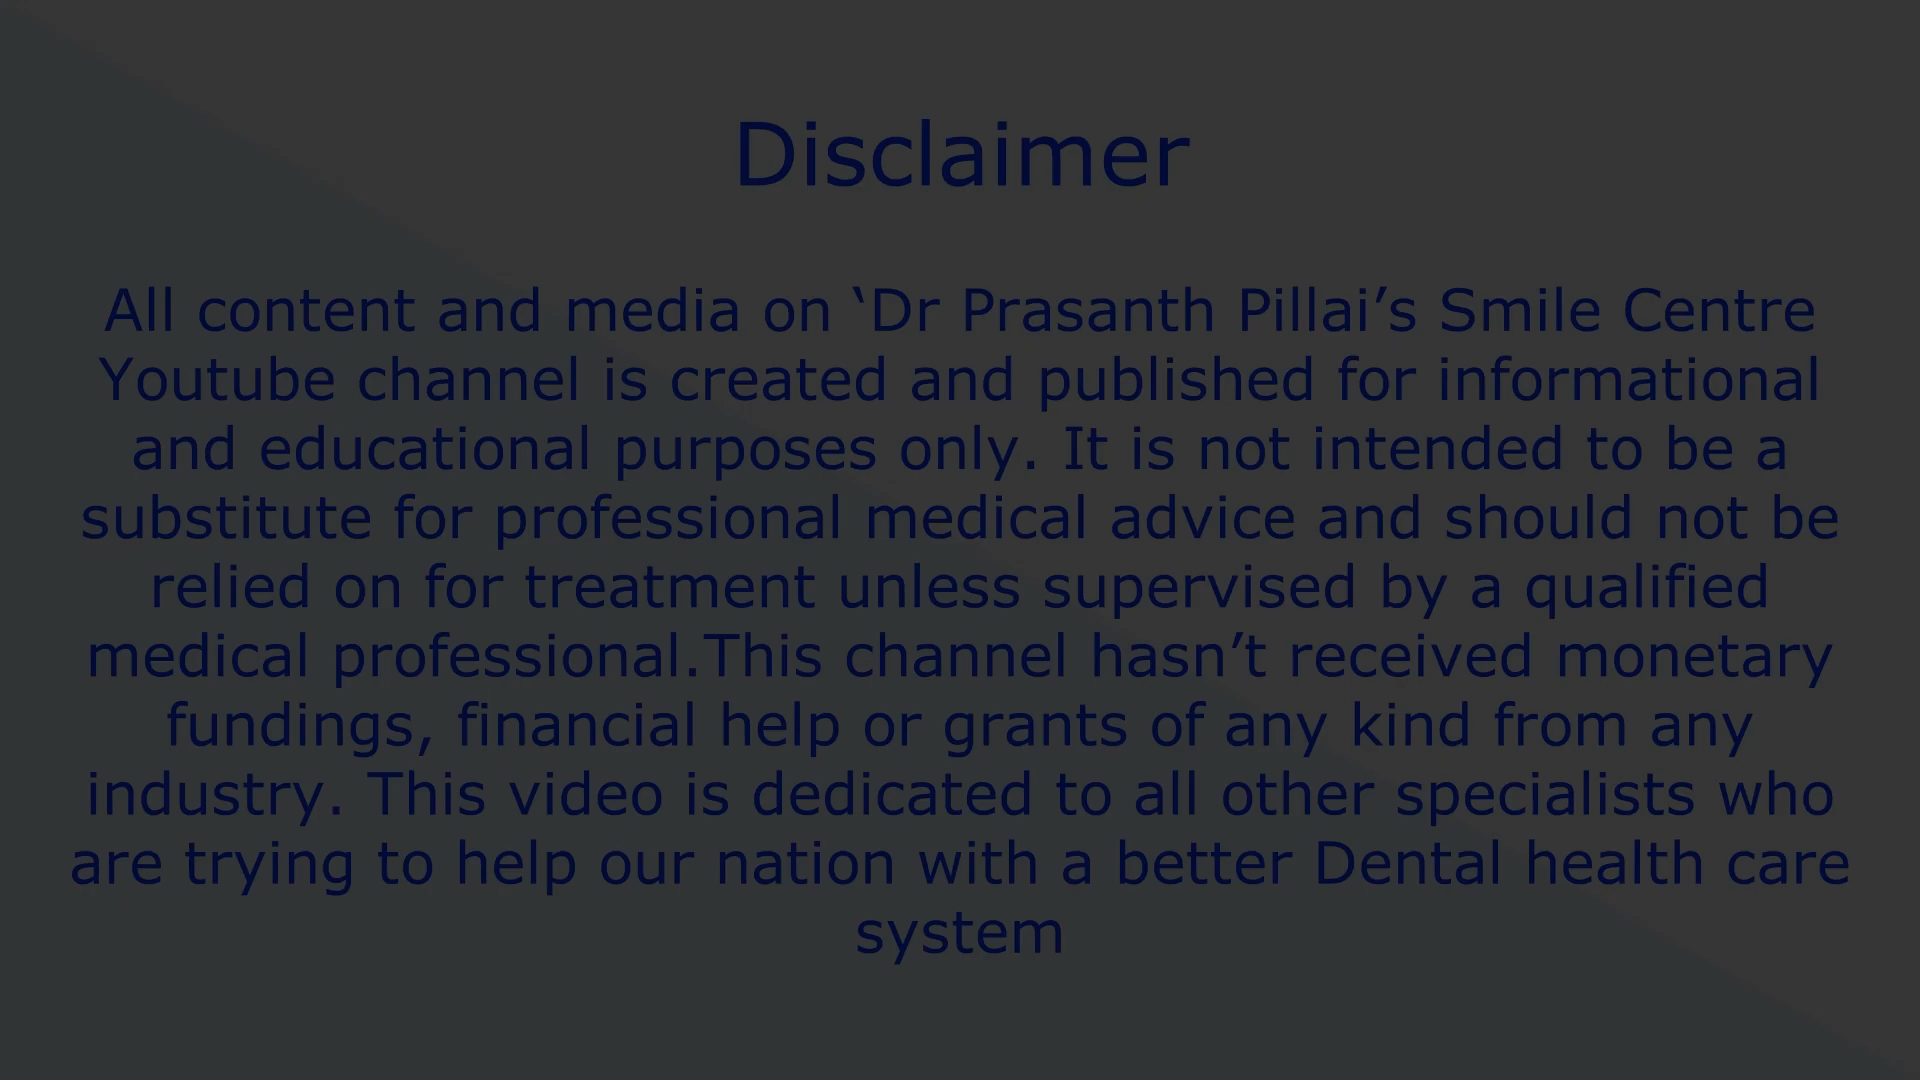 Disclaimer
All content and media on ‘Dr Prasanth Pillai’s Smile Centre
Youtube channel is created and published for informational
and educational purposes only. It is not intended to be a
substitute for professional medical advice and should not be
relied on for treatment unless supervised by a qualified
medical professional.This channel hasn’t received monetary
fundings, financial help or grants of any kind from any
industry. This video is dedicated to all other specialists who
are trying to help our nation with a better Dental health care
system